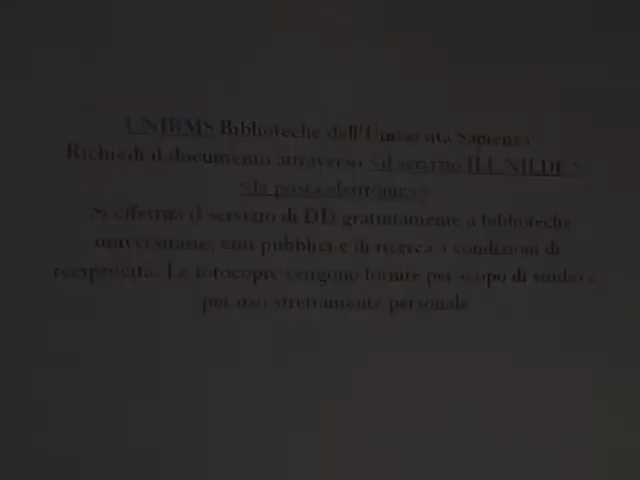 UNIRMS Biblioteche dell'Università Sapienza
Richiedi il documento attraverso <il servizio ILL NILDE>
<la posta elettronica>
Si effettua il servizio di DD gratuitamente a biblioteche
universitarie, enti pubblici e di ricerca a condizioni di
reciprocità. Le fotocopie vengono fornite per scopo di studio e
per uso strettamente personale